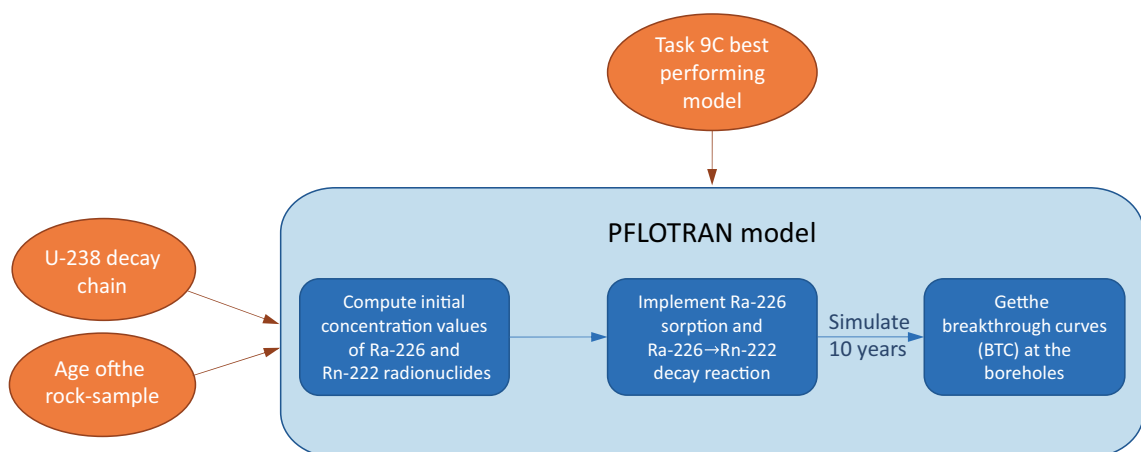 Task 9C best
performing
model
PFLOTRAN model
U-238 decay
chain
Age ofthe
rock-sample
Compute initial
concentration values
of Ra-226 and
Rn-222 radionuclides
Implement Ra-226
sorption and
Ra-226→Rn-222
decay reaction
Simulate
10 years
Getthe
breakthrough curves
(BTC) at the
boreholes